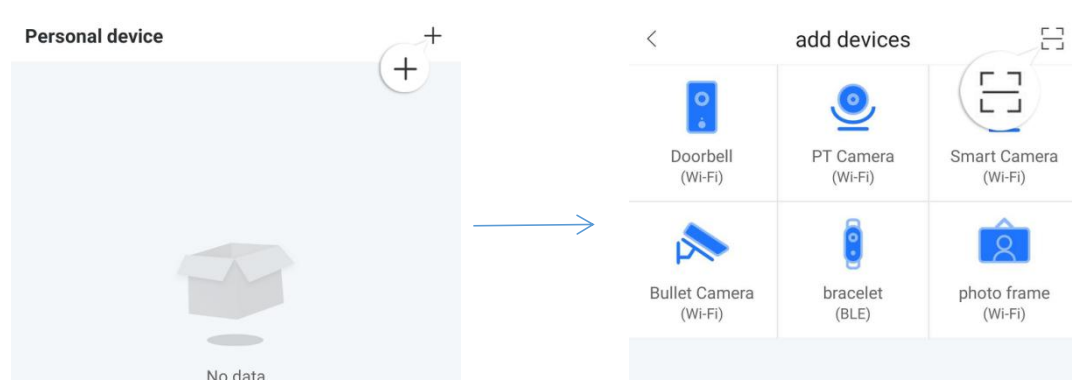 Personal device
No data
add devices
Doorbell
(Wi-Fi)
PT Camera
(Wi-Fi)
Smart Camera
(Wi-Fi)
Bullet Camera
(Wi-Fi)
bracelet
(BLE)
photo frame
(Wi-Fi)